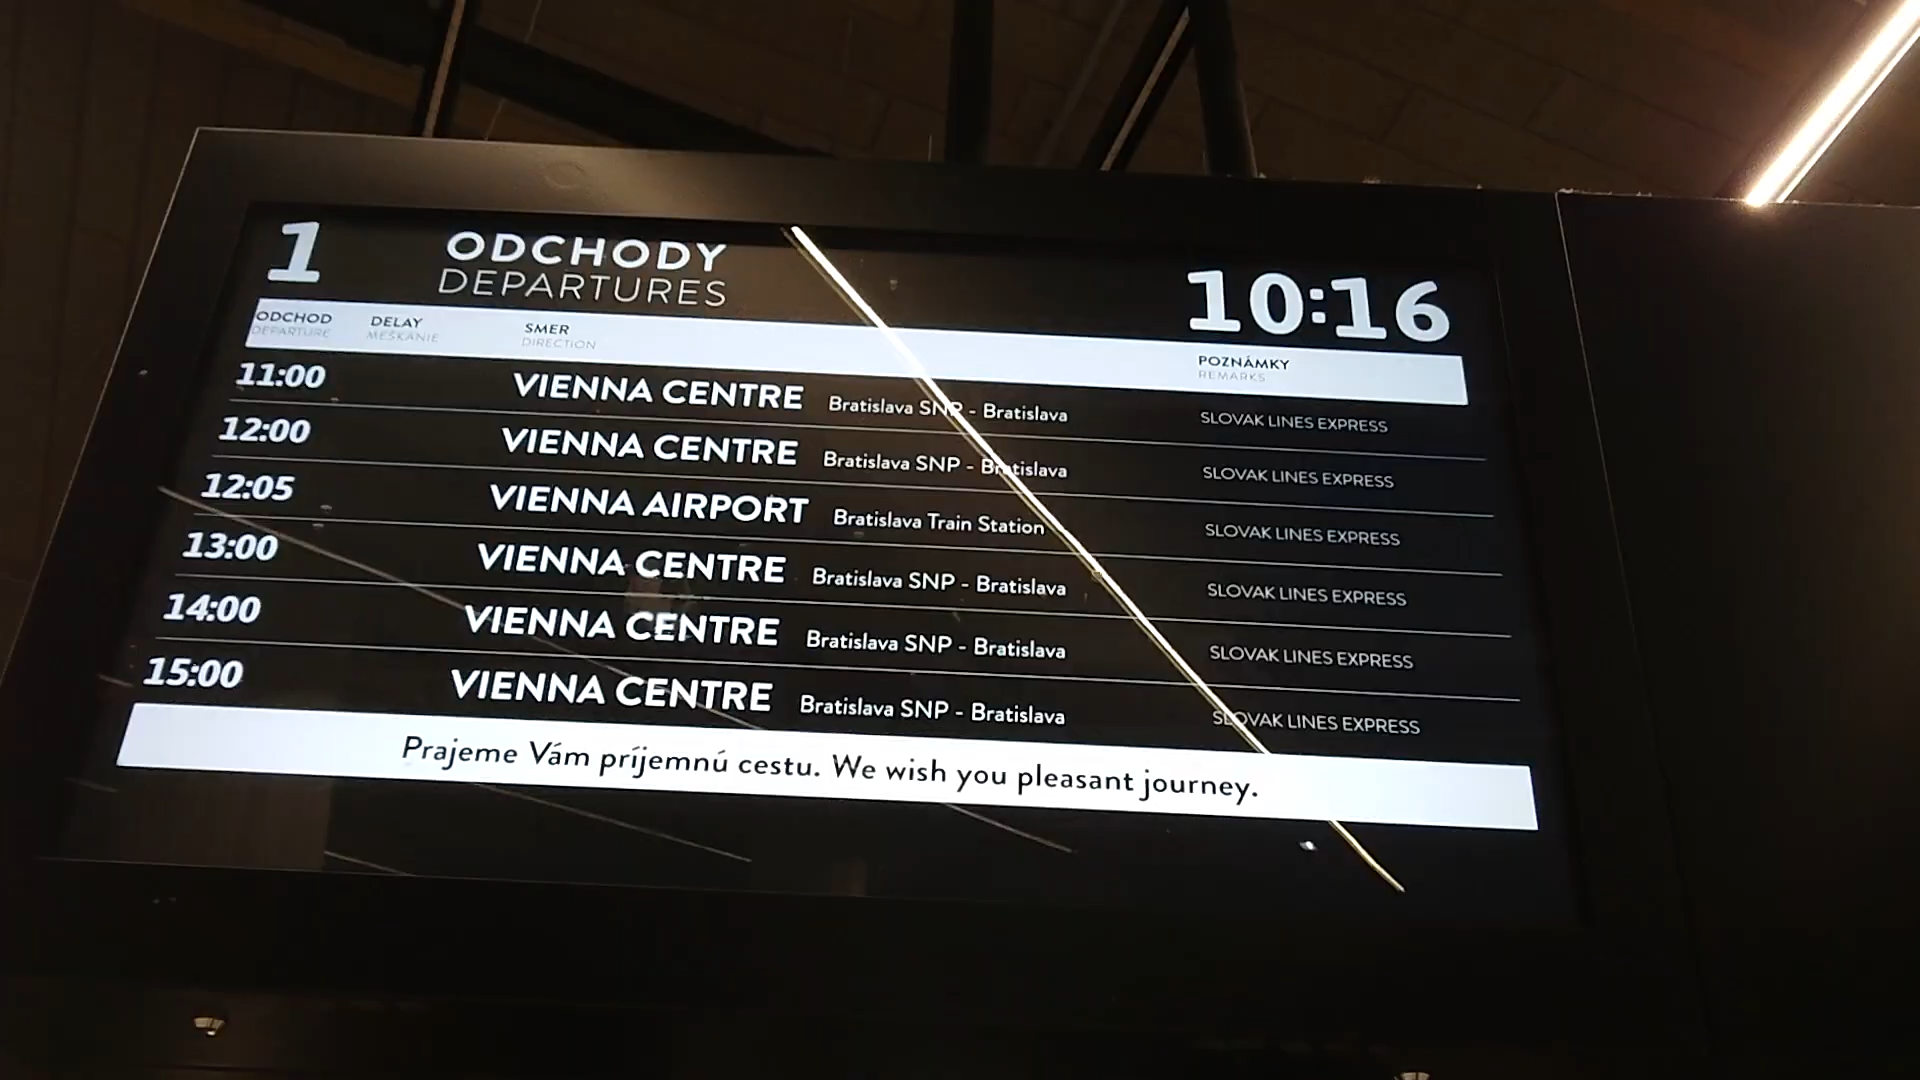 1 ODCHODY 10:16
DEPARTURES
ODCHOD DELAY SMER POZNÁMKY
DEPARTURE MEŠKANIE DIRECTION REMARKS
11:00 VIENNA CENTRE Bratislava SNP - Bratislava SLOVAK LINES EXPRESS
12:00 VIENNA CENTRE Bratislava SNP - Bratislava SLOVAK LINES EXPRESS
12:05 VIENNA AIRPORT Bratislava Train Station SLOVAK LINES EXPRESS
13:00 VIENNA CENTRE Bratislava SNP - Bratislava SLOVAK LINES EXPRESS
14:00 VIENNA CENTRE Bratislava SNP - Bratislava SLOVAK LINES EXPRESS
15:00 VIENNA CENTRE Bratislava SNP - Bratislava SLOVAK LINES EXPRESS
Prajeme Vám príjemnú cestu. We wish you pleasant journey.